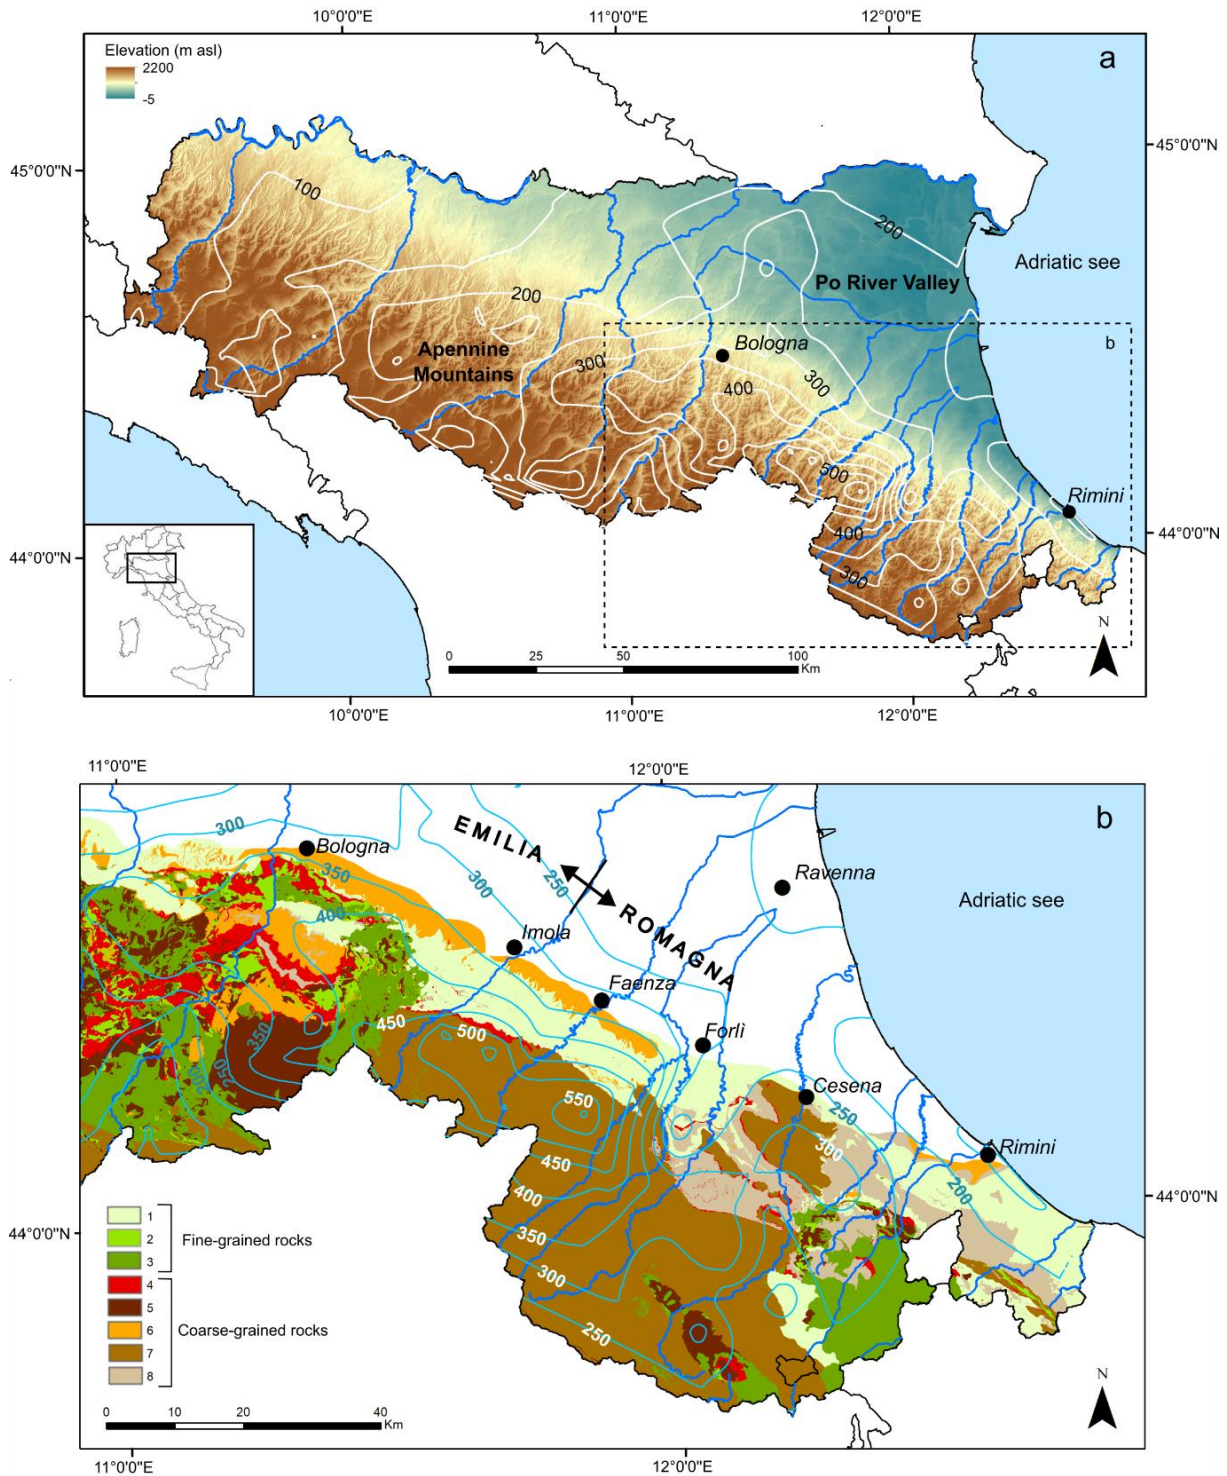 10°0'0"E 11°0'0"E 12°0'0"E
Elevation (m asl)
2200
-5
a
45°0'0"N
45°0'0"N
100
200
Adriatic see
Po River Valley
200
Apennine
Mountains
Bologna
b
300
400
300
500
Rimini
400
300
44°0'0"N
44°0'0"N
N
0 25 50 100
Km
10°0'0"E 11°0'0"E 12°0'0"E
11°0'0"E 12°0'0"E
b
300
Bologna
EMILIA
ROMAGNA
350
300
250
Ravenna
Adriatic see
400
Imola
Faenza
450
500
Forlì
350
300
250
Cesena
550
250
300
Rimini
450
200
400
350
300
250
44°0'0"N
44°0'0"N
1
2
3
Fine-grained rocks
4
5
6
7
8
Coarse-grained rocks
N
0 10 20 40
Km
11°0'0"E 12°0'0"E